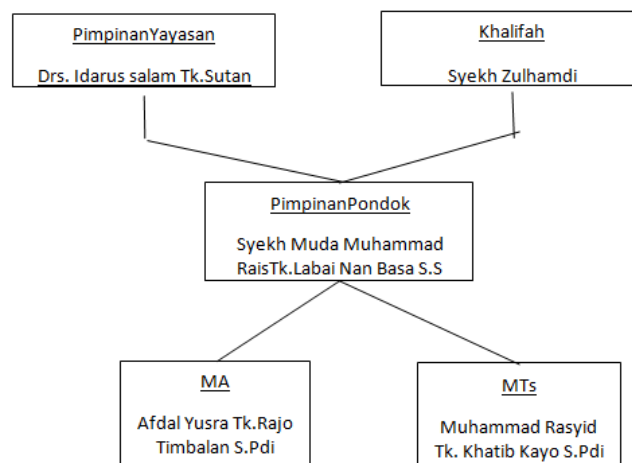 PimpinanYayasan
Drs. Idarus salam Tk.Sutan
Khalifah
Syekh Zulhamdi
PimpinanPondok
Syekh Muda Muhammad
RaisTk.Labai Nan Basa S.S
MA
Afdal Yusra Tk.Rajo
Timbalan S.Pdi
MTs
Muhammad Rasyid
Tk. Khatib Kayo S.Pdi